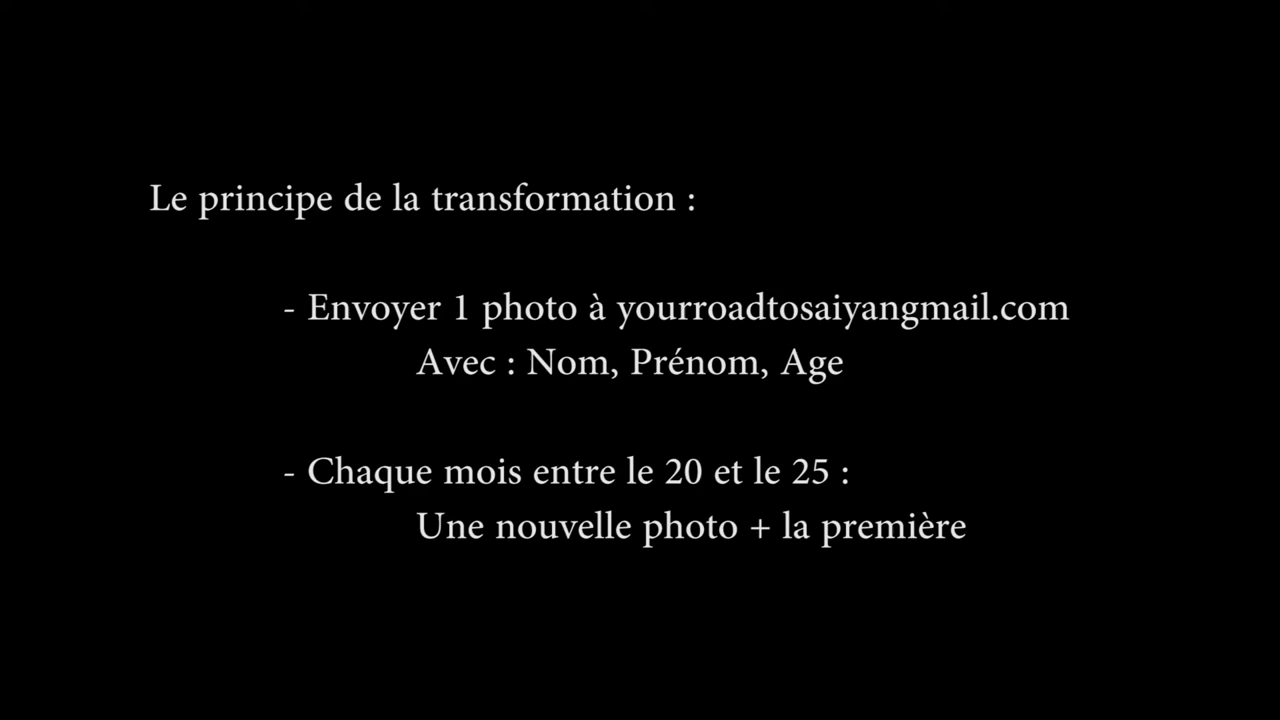 Le principe de la transformation :
- Envoyer 1 photo à yourroadtosaiyangmail.com
Avec : Nom, Prénom, Age
- Chaque mois entre le 20 et le 25 :
Une nouvelle photo + la première